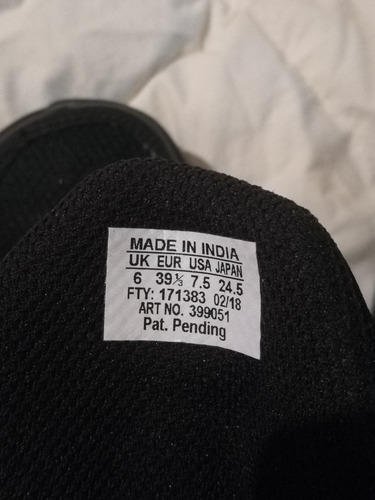 MADE IN INDIA
UK EUR USA JAPAN
6 39⅓ 7.5 24.5
FTY: 171383 02/18
ART NO. 399051
Pat. Pending